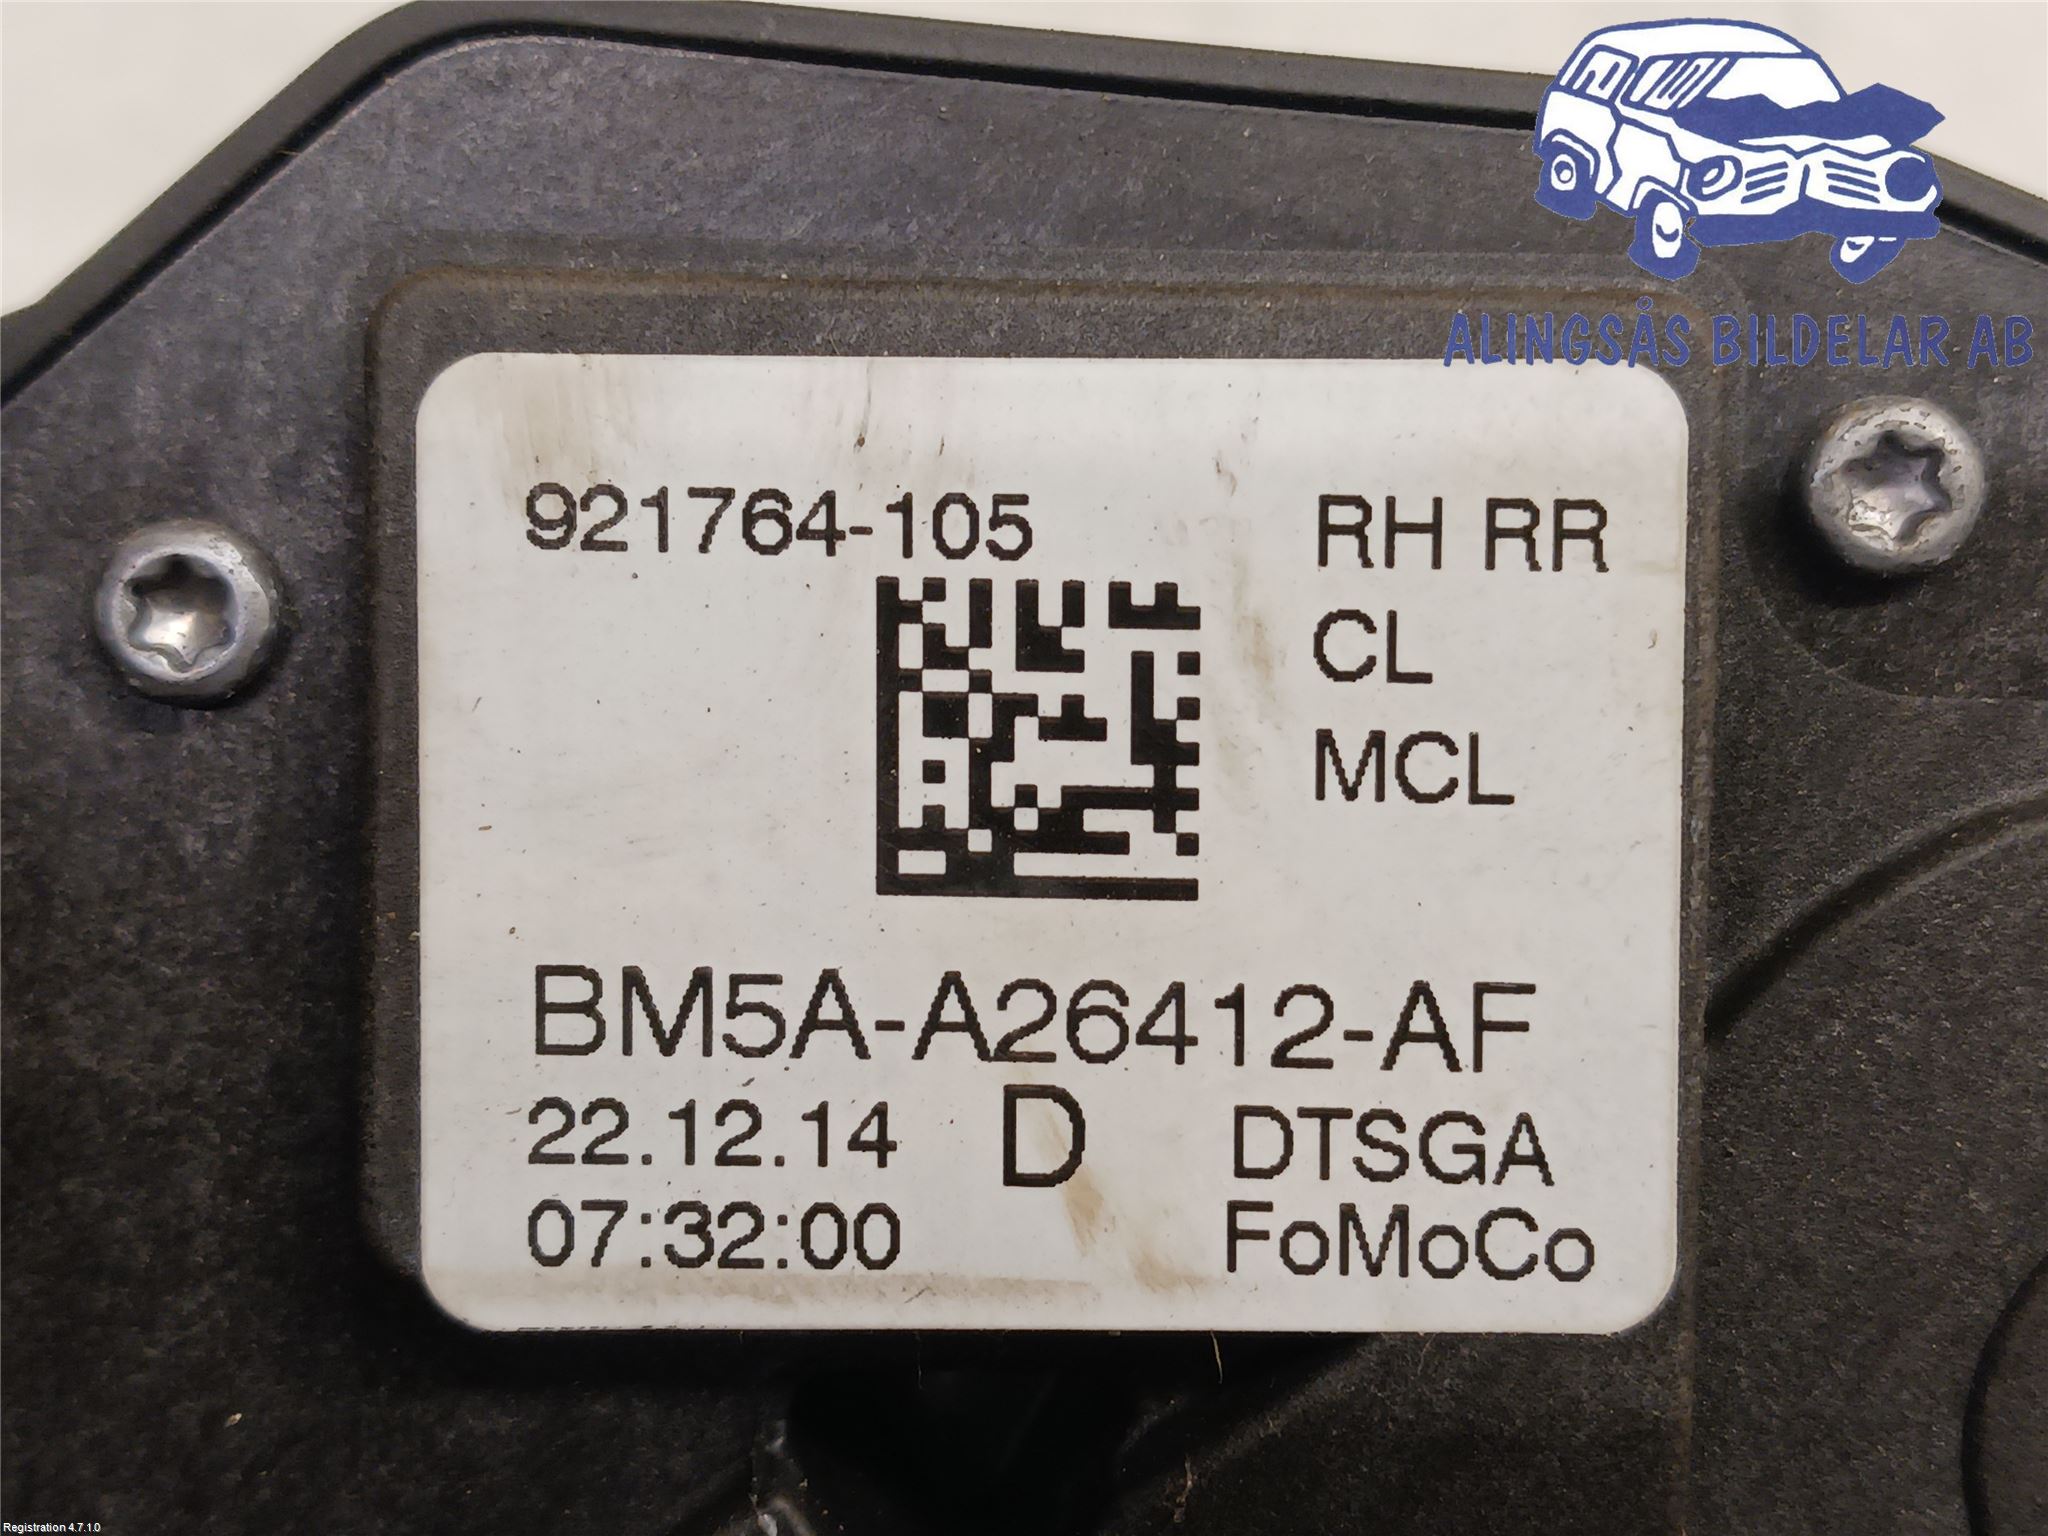 ALINGSÅS BILDELAR AB
921764-105 RH RR
CL
MCL
BM5A-A26412-AF
22.12.14 D DTSGA
07:32:00 FoMoCo
Registration 4.7.1.0